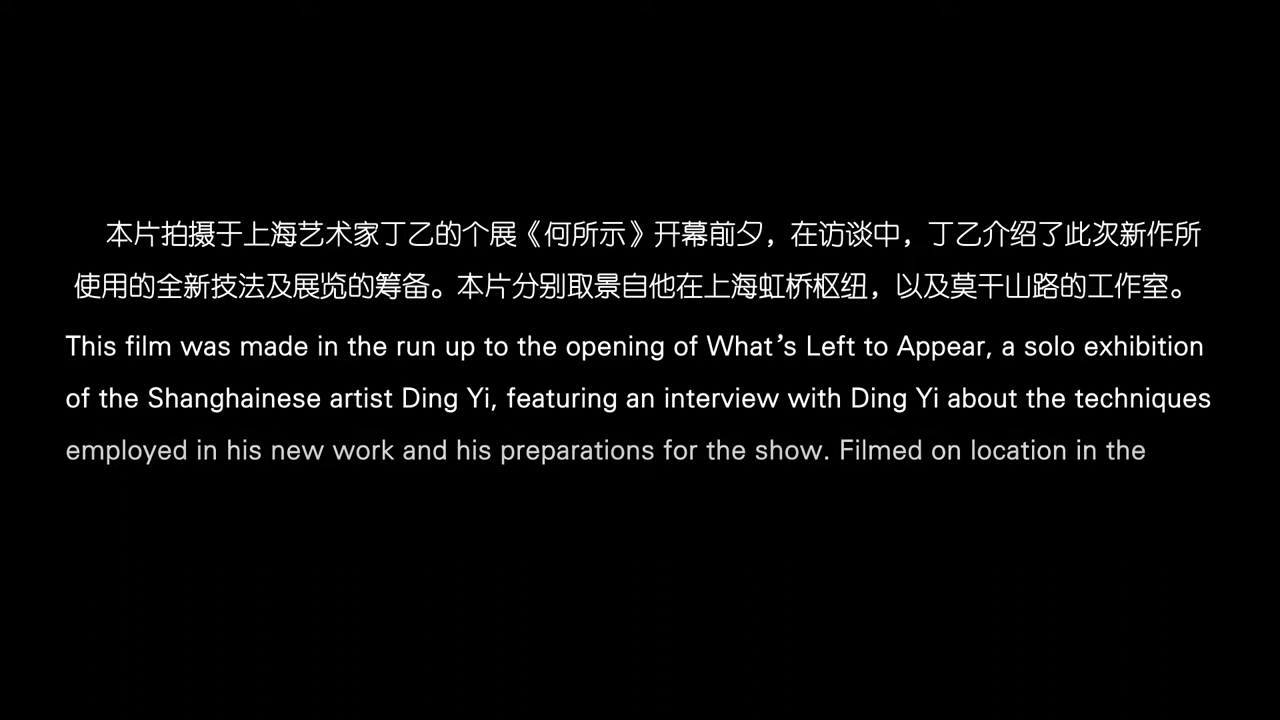 本片拍摄于上海艺术家丁乙的个展《何所示》开幕前夕，在访谈中，丁乙介绍了此次新作所
使用的全新技法及展览的筹备。本片分别取景自他在上海虹桥枢纽，以及莫干山路的工作室。
This film was made in the run up to the opening of What’s Left to Appear, a solo exhibition
of the Shanghainese artist Ding Yi, featuring an interview with Ding Yi about the techniques
employed in his new work and his preparations for the show. Filmed on location in the